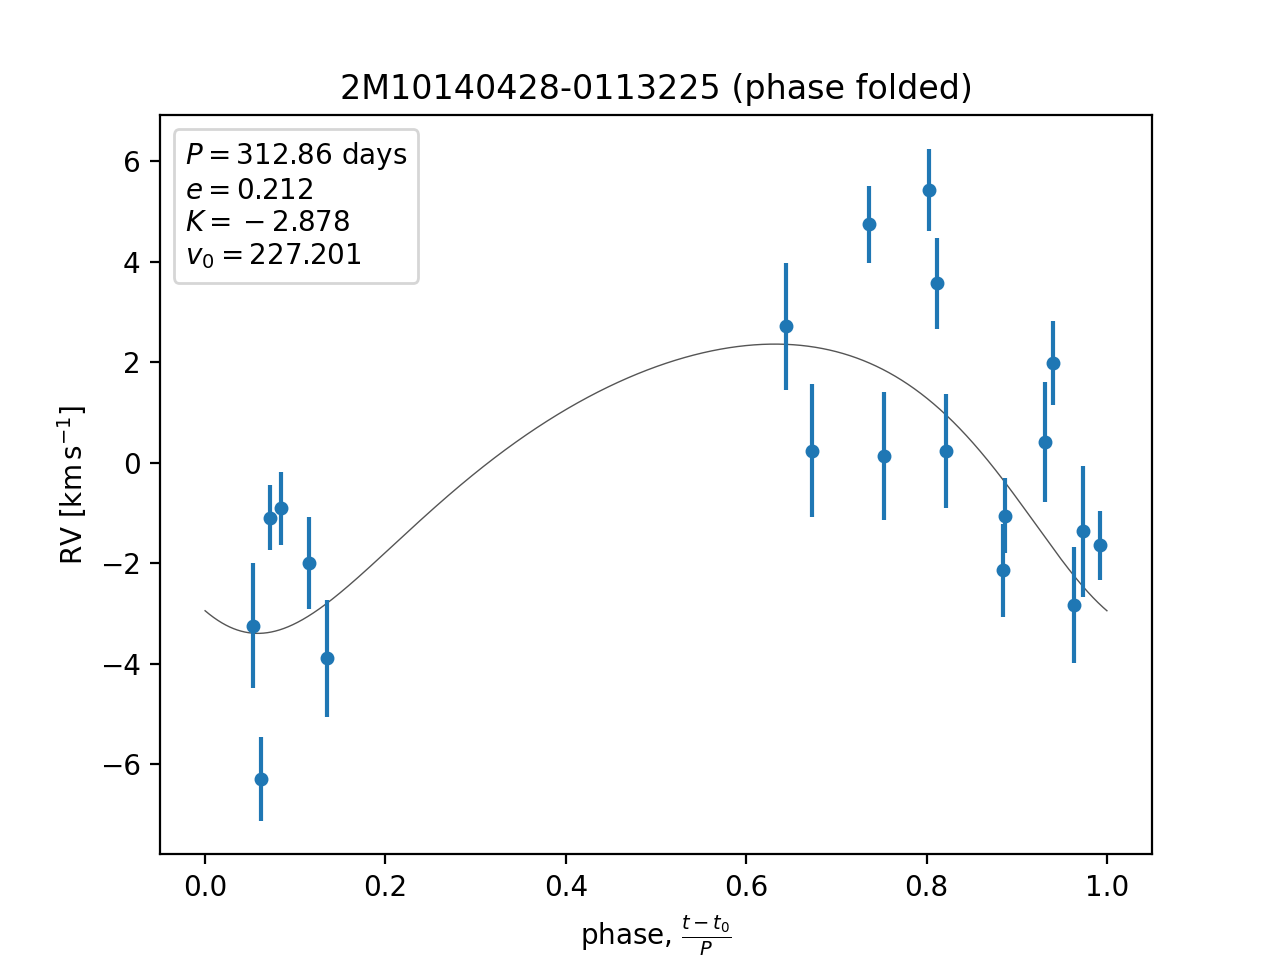 2M10140428-0113225 (phase folded)
P = 312.86 days
e = 0.212
K = −2.878
v₀ = 227.201
6
4
2
0
−2
−4
−6
RV [km s⁻¹]
0.0 0.2 0.4 0.6 0.8 1.0
phase, (t − t₀)/P